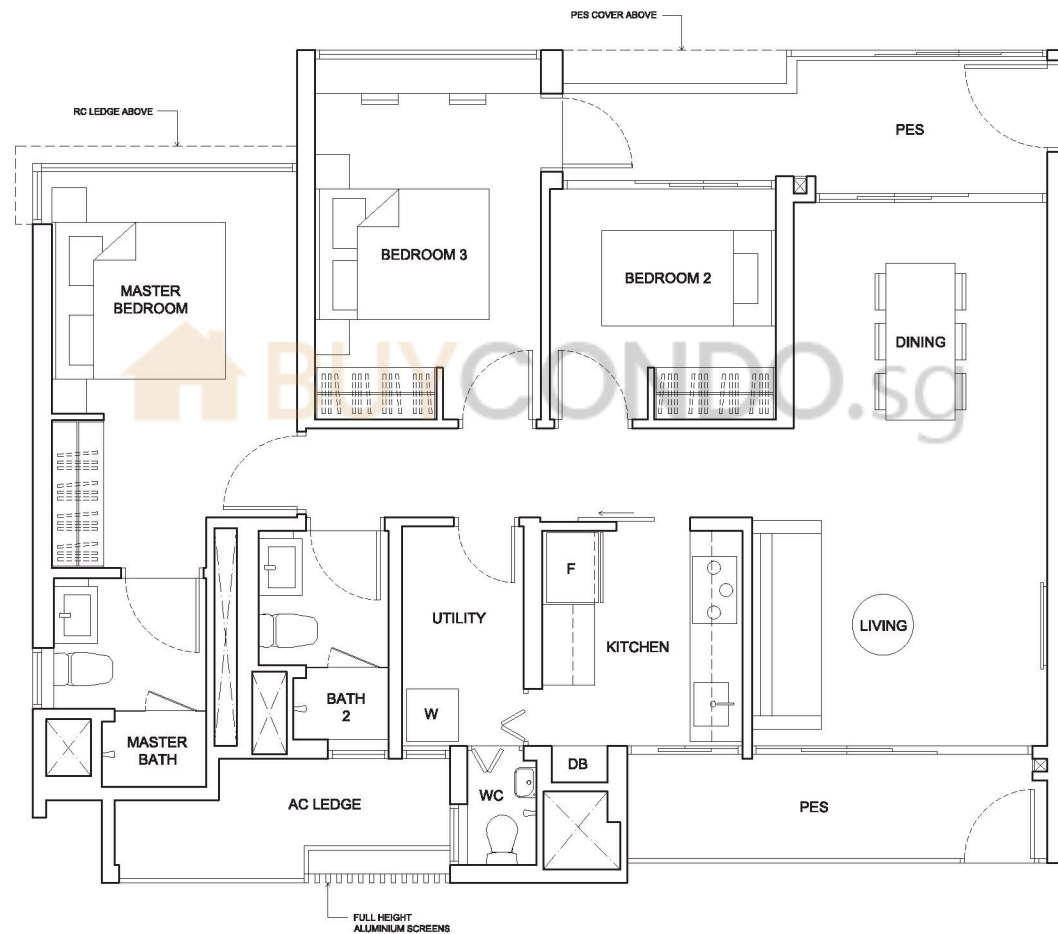 PES COVER ABOVE
RC LEDGE ABOVE
PES
MASTER
BEDROOM
BEDROOM 3
BEDROOM 2
DINING
BUYCONDO.sg
F
UTILITY
KITCHEN
LIVING
W
BATH
2
MASTER
BATH
DB
WC
AC LEDGE
PES
FULL HEIGHT
ALUMINIUM SCREENS